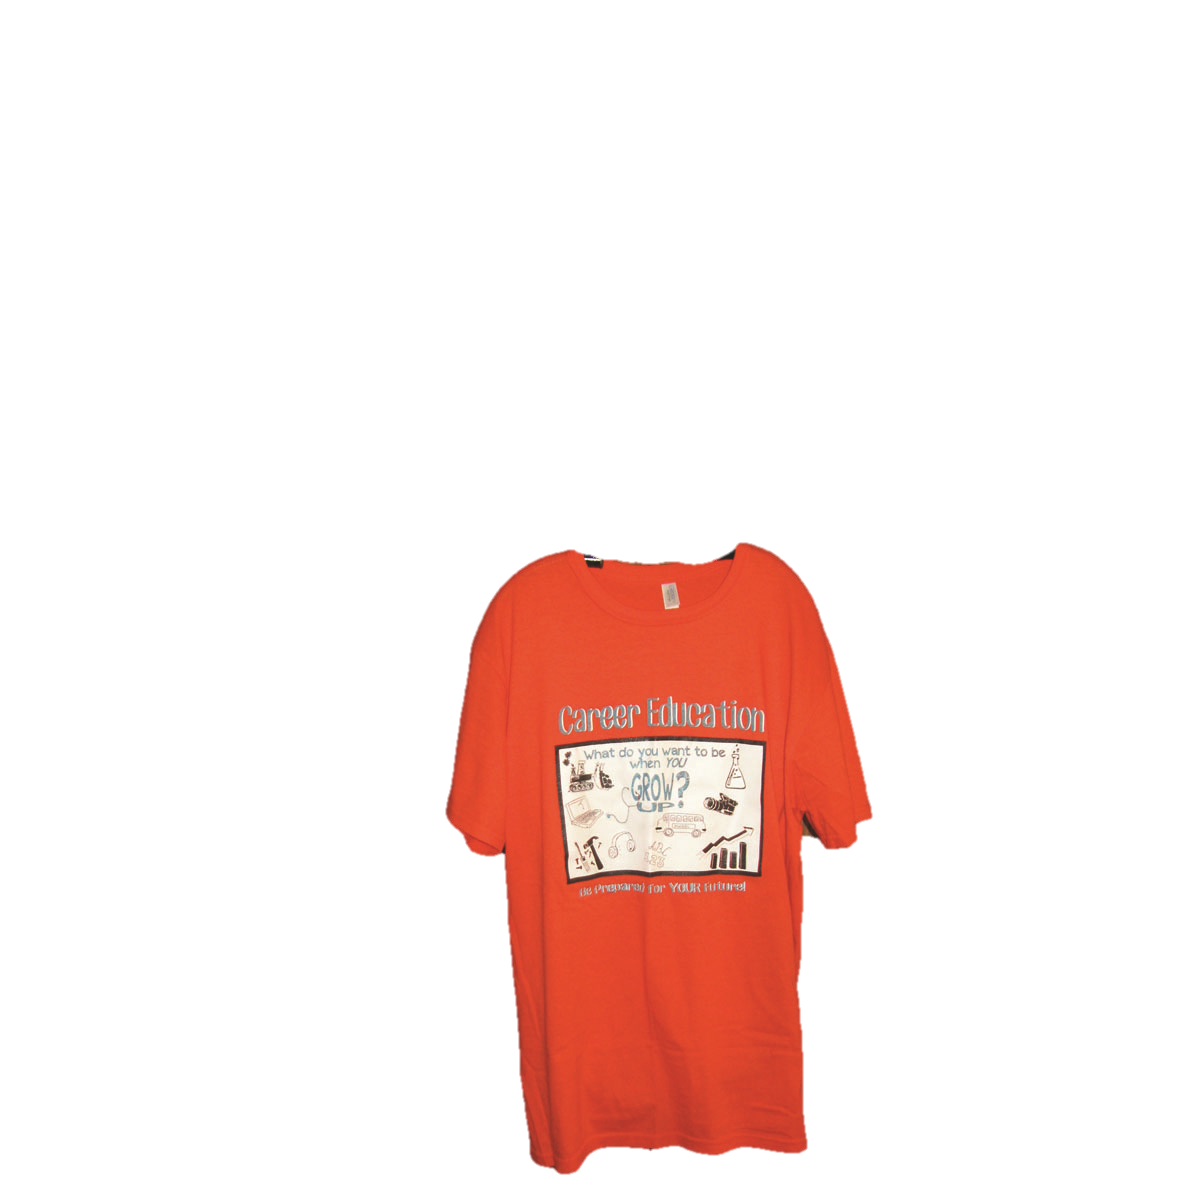 Career Education
What do you want to be
when YOU
GROW?
UP!
Be Prepared for YOUR Future!